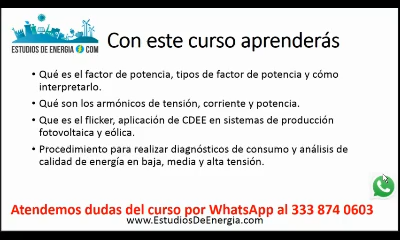 ESTUDIOS DE ENERGIA COM
Con este curso aprenderás
• Qué es el factor de potencia, tipos de factor de potencia y cómo
interpretarlo.
• Qué son los armónicos de tensión, corriente y potencia.
• Que es el flicker, aplicación de CDEE en sistemas de producción
fotovoltaica y eólica.
• Procedimiento para realizar diagnósticos de consumo y análisis de
calidad de energía en baja, media y alta tensión.
Atendemos dudas del curso por WhatsApp al 333 874 0603
www.EstudiosDeEnergia.com